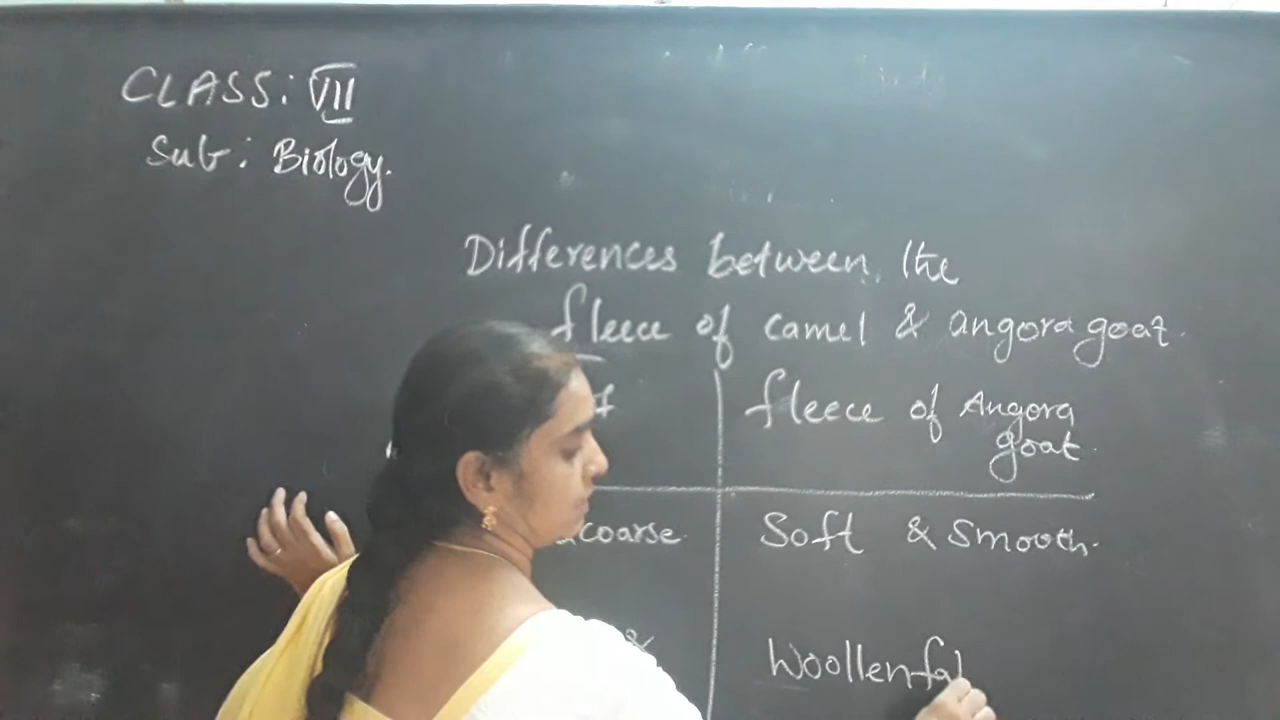 CLASS: VII
Sub: Biology.
Differences between the
fleece of camel & angora goat.
fleece of Angora
goat.
coarse. Soft & Smooth.
& Woollen